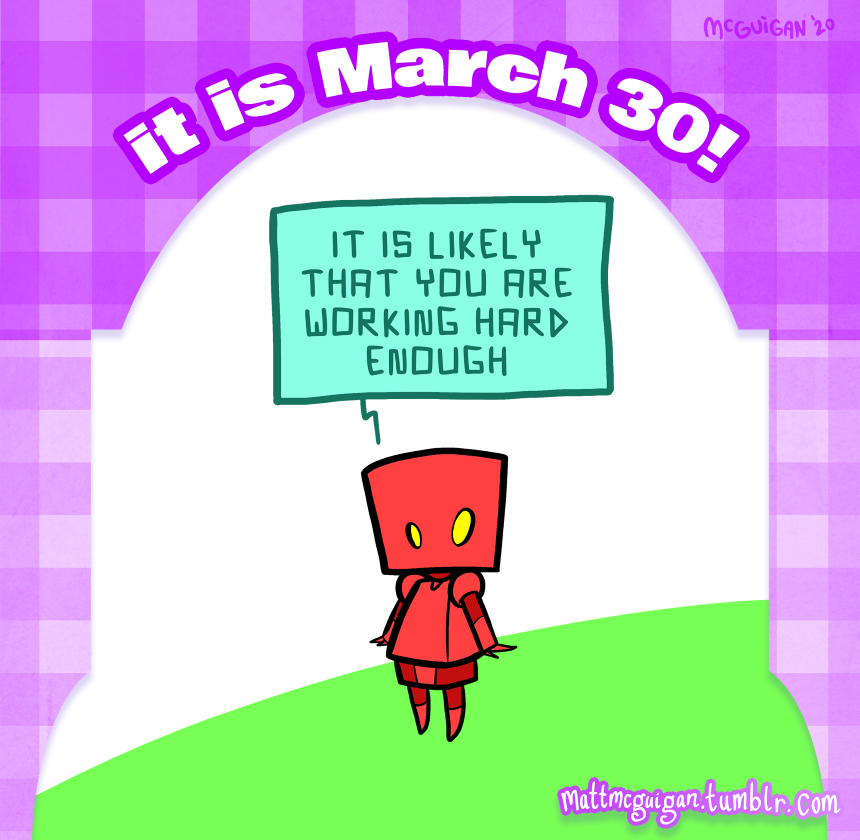 McGUiGAN '20
it is March 30!
IT IS LIKELY
THAT YOU ARE
WORKING HARD
ENOUGH
mattmcguigan.tumblr.com